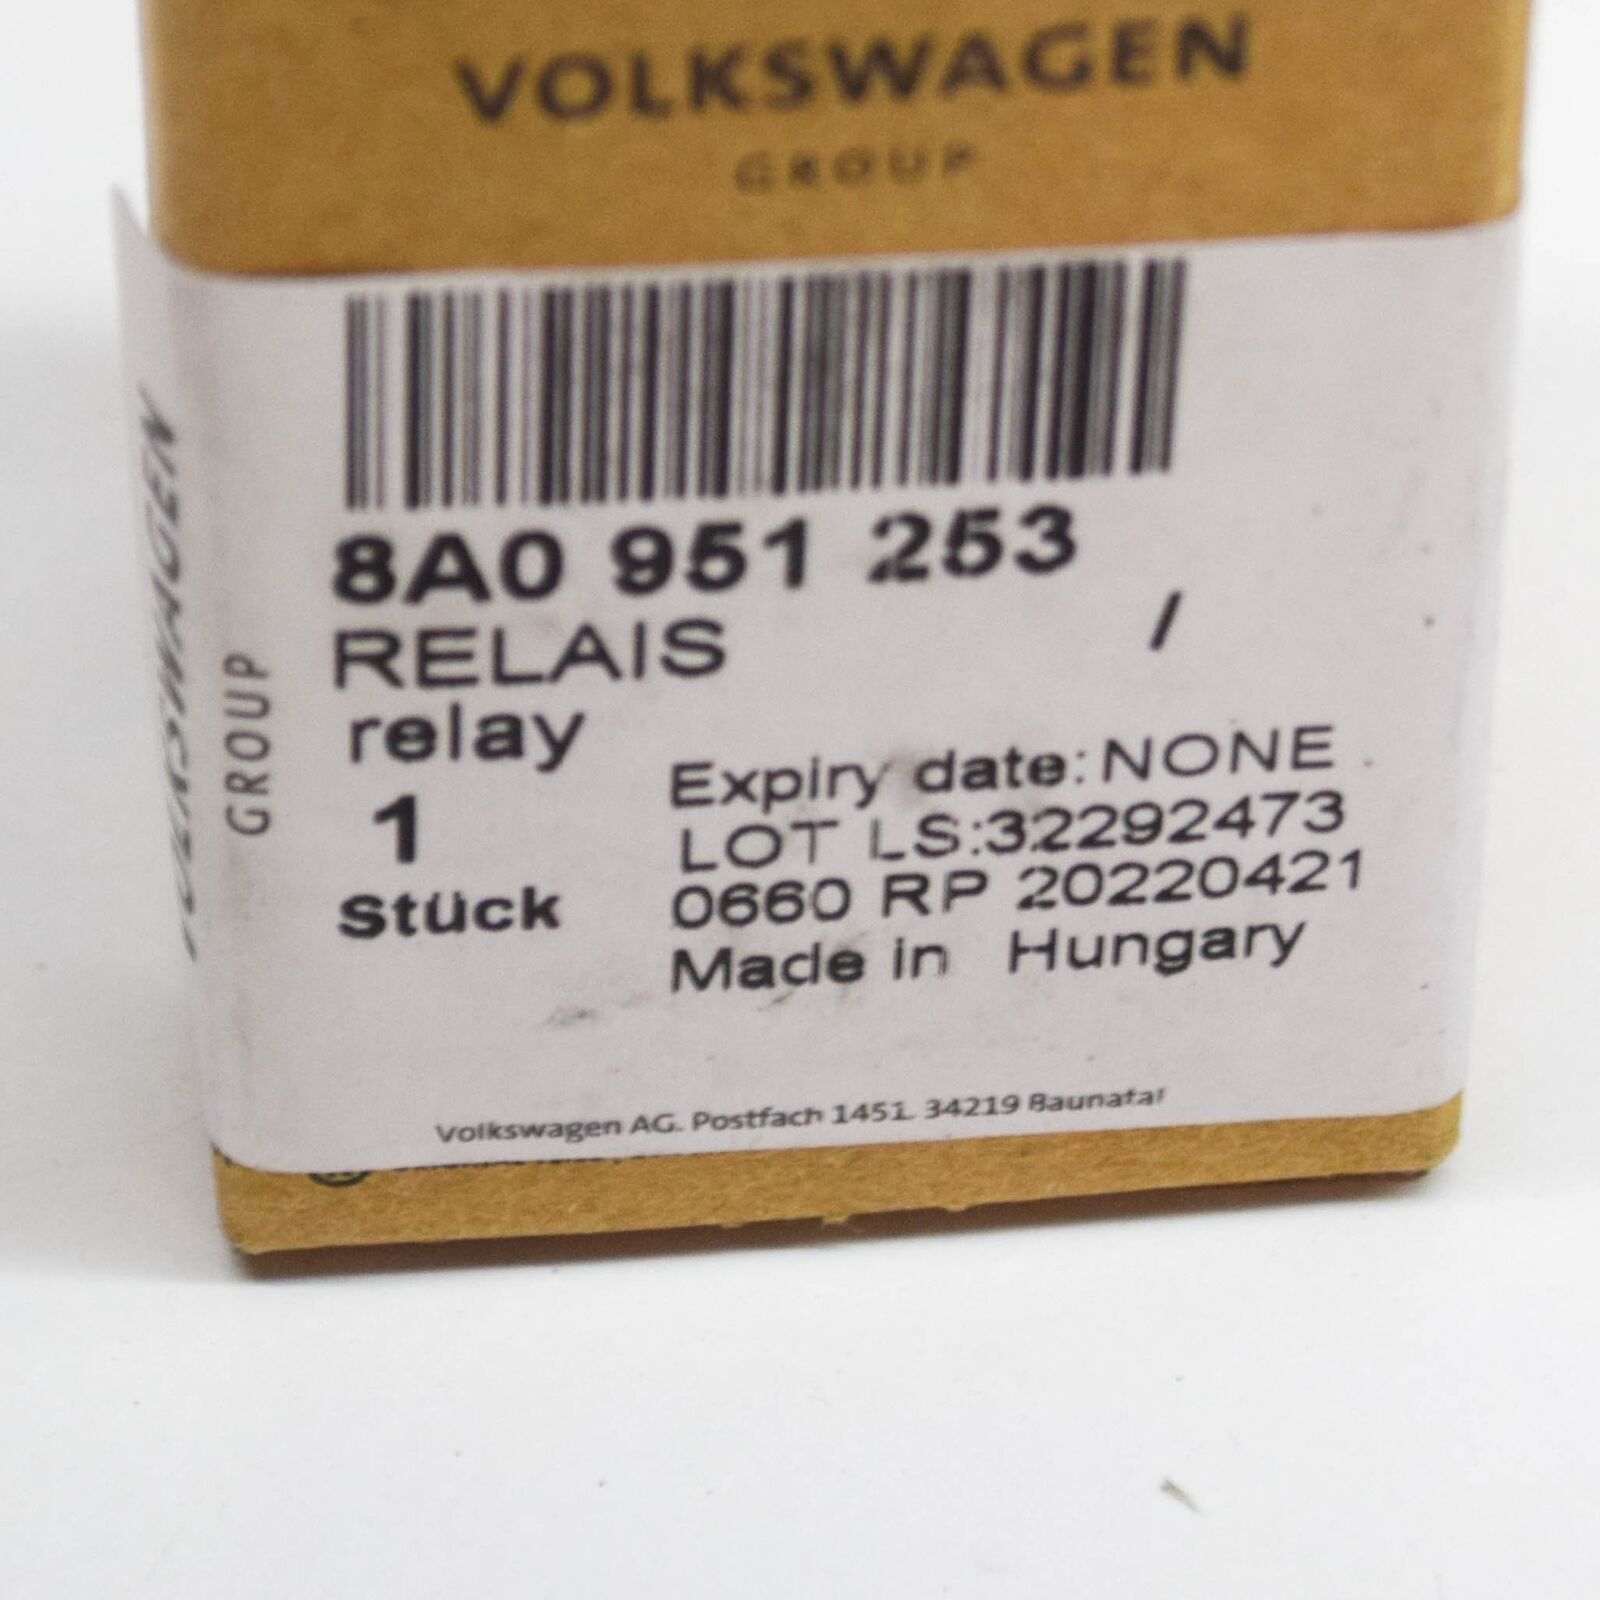 VOLKSWAGEN
GROUP
VOLKSWAGEN
GROUP
8A0 951 253
RELAIS /
relay
1
Stück
Expiry date:NONE
LOT LS:32292473
0660 RP 20220421
Made in Hungary
Volkswagen AG. Postfach 1451. 34219 Baunatal